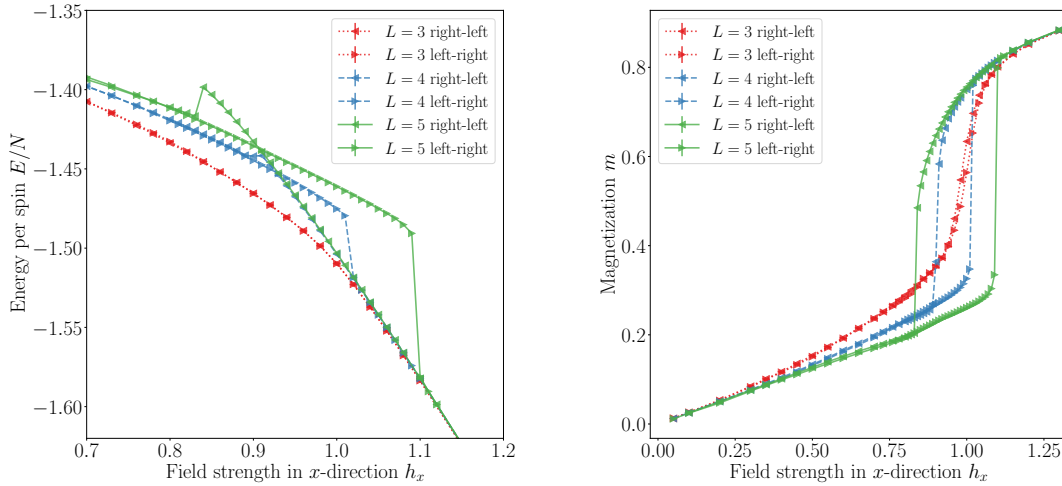 −1.35
−1.40
−1.45
−1.50
−1.55
−1.60
Energy per spin E/N
L = 3 right-left
L = 3 left-right
L = 4 right-left
L = 4 left-right
L = 5 right-left
L = 5 left-right
0.7 0.8 0.9 1.0 1.1 1.2
Field strength in x-direction hₓ
0.8
0.6
0.4
0.2
0.0
Magnetization m
L = 3 right-left
L = 3 left-right
L = 4 right-left
L = 4 left-right
L = 5 right-left
L = 5 left-right
0.00 0.25 0.50 0.75 1.00 1.25
Field strength in x-direction hₓ